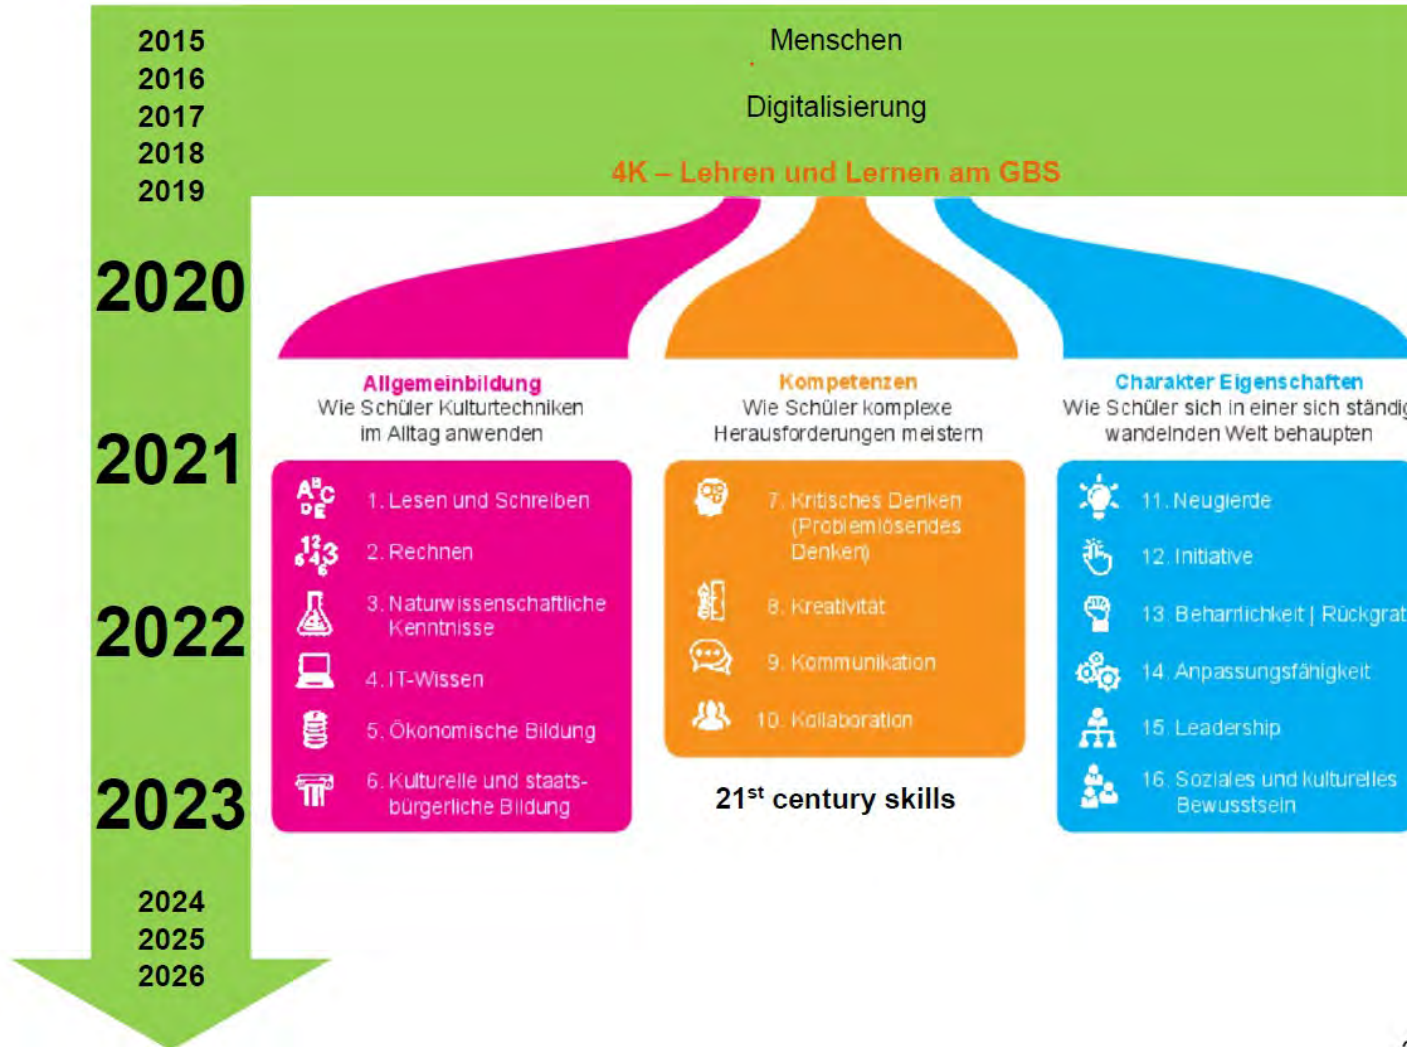 2015
2016
2017
2018
2019
2020
2021
2022
2023
2024
2025
2026
Menschen
Digitalisierung
4K – Lehren und Lernen am GBS
Allgemeinbildung
Wie Schüler Kulturtechniken
im Alltag anwenden
1. Lesen und Schreiben
2. Rechnen
3. Naturwissenschaftliche
Kenntnisse
4. IT-Wissen
5. Ökonomische Bildung
6. Kulturelle und staats-
bürgerliche Bildung
Kompetenzen
Wie Schüler komplexe
Herausforderungen meistern
7. Kritisches Denken
(Problemlösendes
Denken)
8. Kreativität
9. Kommunikation
10. Kollaboration
21st century skills
Charakter Eigenschaften
Wie Schüler sich in einer sich ständig
wandelnden Welt behaupten
11. Neugierde
12. Initiative
13. Beharrlichkeit | Rückgrat
14. Anpassungsfähigkeit
15. Leadership
16. Soziales und kulturelles
Bewusstsein